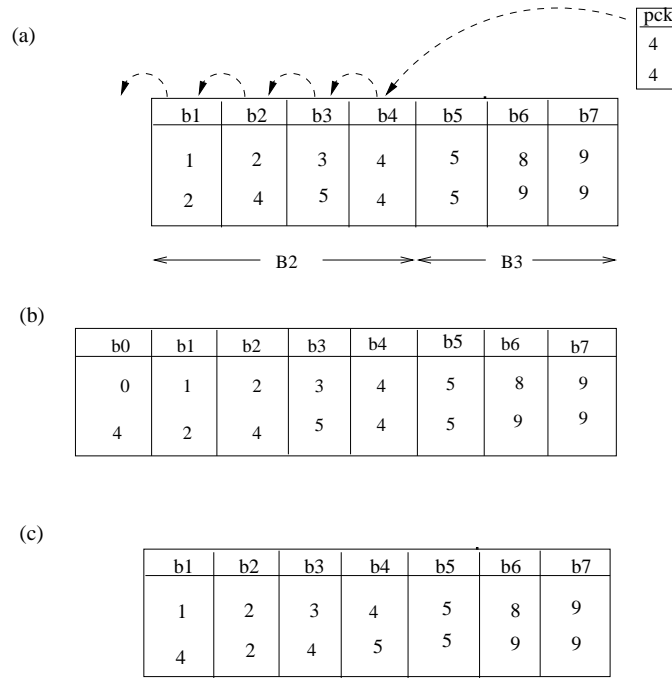 (a)
pck
4
4
b1 b2 b3 b4 b5 b6 b7
1 2 3 4 5 8 9
2 4 5 4 5 9 9
B2 B3
(b)
b0 b1 b2 b3 b4 b5 b6 b7
0 1 2 3 4 5 8 9
4 2 4 5 4 5 9 9
(c)
b1 b2 b3 b4 b5 b6 b7
1 2 3 4 5 8 9
4 2 4 5 5 9 9